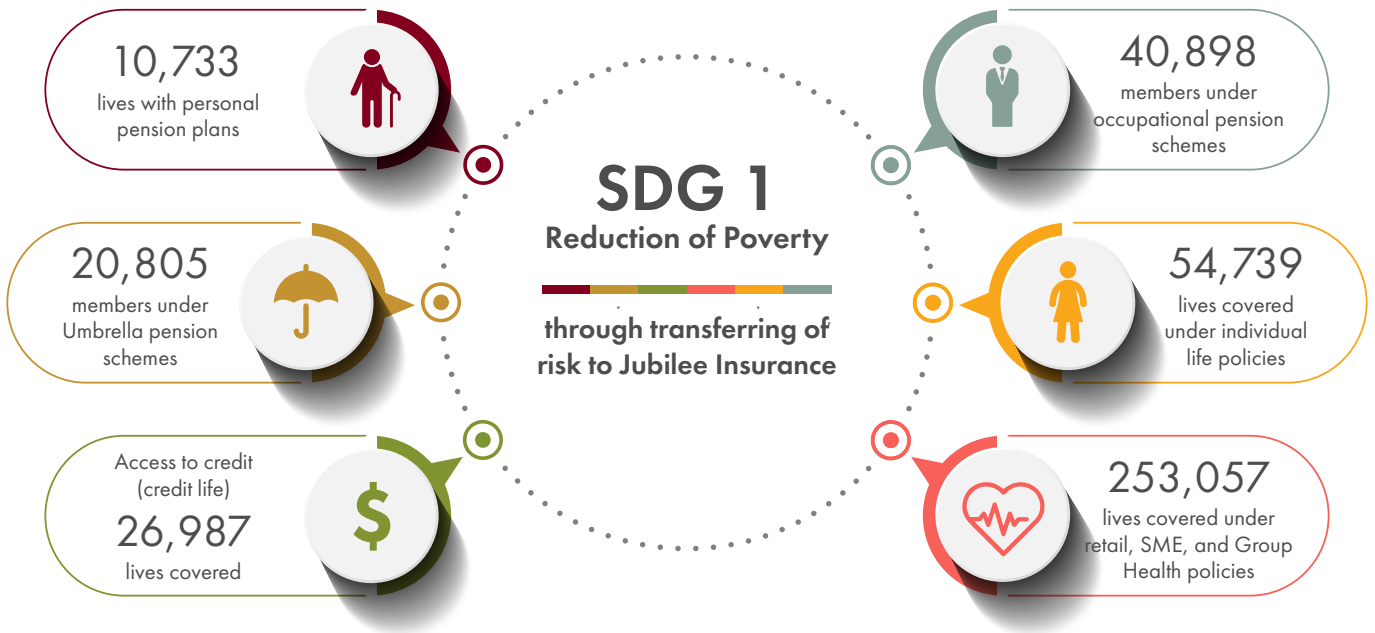 10,733
lives with personal
pension plans
20,805
members under
Umbrella pension
schemes
Access to credit
(credit life)
26,987
lives covered
SDG 1
Reduction of Poverty
through transferring of
risk to Jubilee Insurance
40,898
members under
occupational pension
schemes
54,739
lives covered
under individual
life policies
253,057
lives covered under
retail, SME, and Group
Health policies